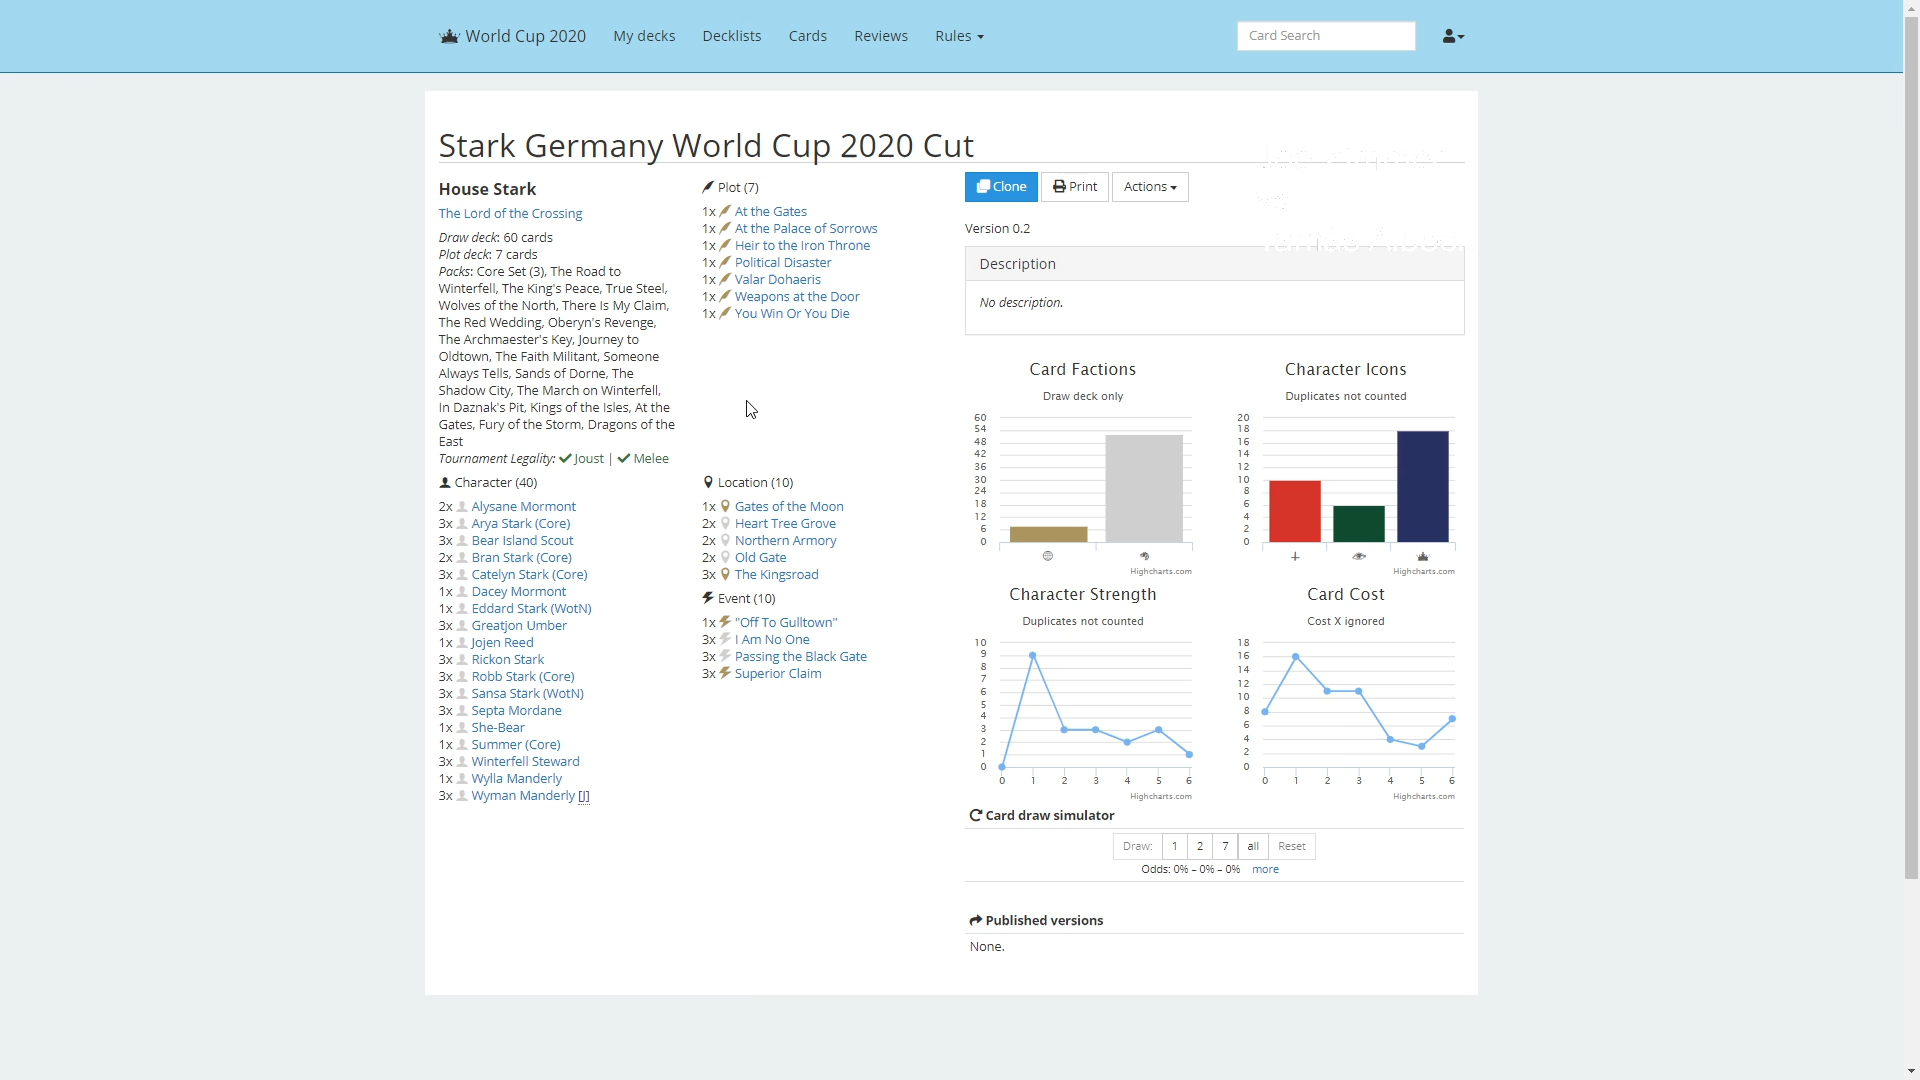 World Cup 2020 My decks Decklists Cards Reviews Rules Card Search
Stark Germany World Cup 2020 Cut
House Stark
The Lord of the Crossing
Draw deck: 60 cards
Plot deck: 7 cards
Packs: Core Set (3), The Road to
Winterfell, The King's Peace, True Steel,
Wolves of the North, There Is My Claim,
The Red Wedding, Oberyn's Revenge,
The Archmaester's Key, Journey to
Oldtown, The Faith Militant, Someone
Always Tells, Sands of Dorne, The
Shadow City, The March on Winterfell,
In Daznak's Pit, Kings of the Isles, At the
Gates, Fury of the Storm, Dragons of the
East
Tournament Legality: Joust | Melee
Plot (7)
1x At the Gates
1x At the Palace of Sorrows
1x Heir to the Iron Throne
1x Political Disaster
1x Valar Dohaeris
1x Weapons at the Door
1x You Win Or You Die
Character (40)
2x Alysane Mormont
3x Arya Stark (Core)
3x Bear Island Scout
2x Bran Stark (Core)
3x Catelyn Stark (Core)
1x Dacey Mormont
1x Eddard Stark (WotN)
3x Greatjon Umber
1x Jojen Reed
3x Rickon Stark
3x Robb Stark (Core)
3x Sansa Stark (WotN)
3x Septa Mordane
1x She-Bear
1x Summer (Core)
3x Winterfell Steward
1x Wylla Manderly
3x Wyman Manderly [J]
Location (10)
1x Gates of the Moon
2x Heart Tree Grove
2x Northern Armory
2x Old Gate
3x The Kingsroad
Event (10)
1x "Off To Gulltown"
3x I Am No One
3x Passing the Black Gate
3x Superior Claim
Clone Print Actions
Version 0.2
Description
No description.
Card Factions
Draw deck only
60
54
48
42
36
30
24
18
12
6
0
Highcharts.com
Character Icons
Duplicates not counted
20
18
16
14
12
10
8
6
4
2
0
Highcharts.com
Character Strength
Duplicates not counted
10
9
8
7
6
5
4
3
2
1
0
0 1 2 3 4 5 6
Highcharts.com
Card Cost
Cost X ignored
18
16
14
12
10
8
6
4
2
0
0 1 2 3 4 5 6
Highcharts.com
Card draw simulator
Draw: 1 2 7 all Reset
Odds: 0% – 0% – 0% more
Published versions
None.